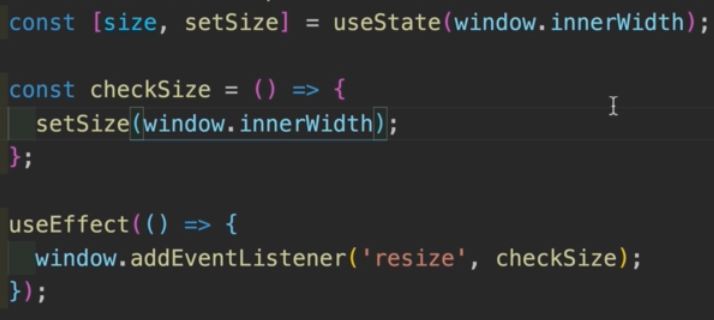 const [size, setSize] = useState(window.innerWidth);
const checkSize = () => {
setSize(window.innerWidth);
};
useEffect(() => {
window.addEventListener('resize', checkSize);
});